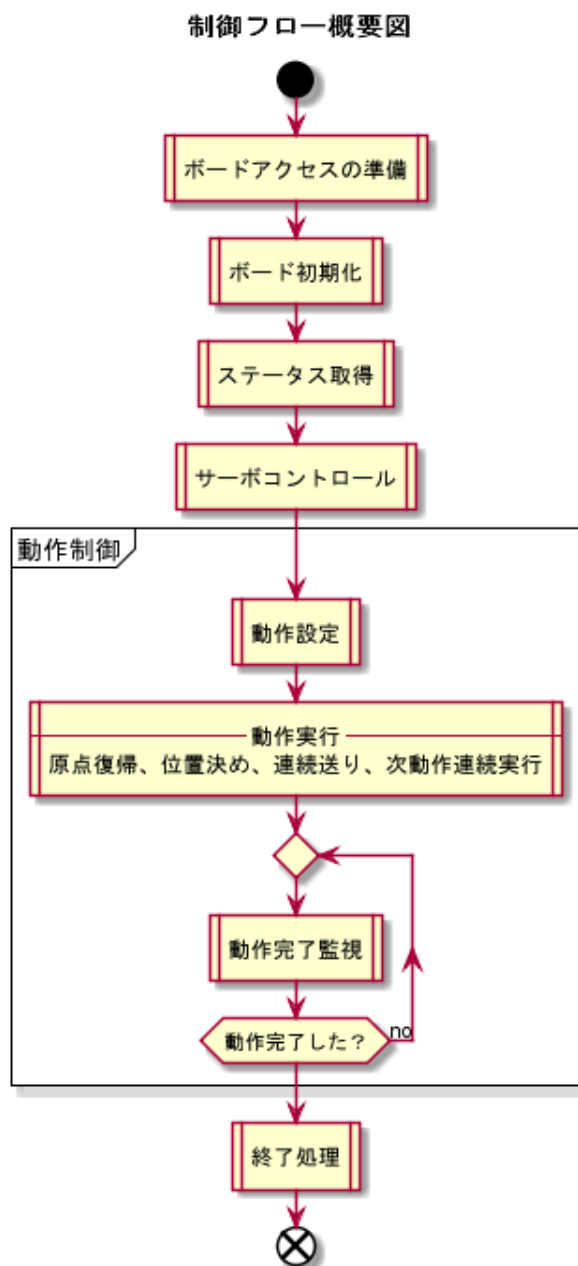 制御フロー概要図
ボードアクセスの準備
ボード初期化
ステータス取得
サーボコントロール
動作制御
動作設定
動作実行
原点復帰、位置決め、連続送り、次動作連続実行
動作完了監視
動作完了した？
no
終了処理